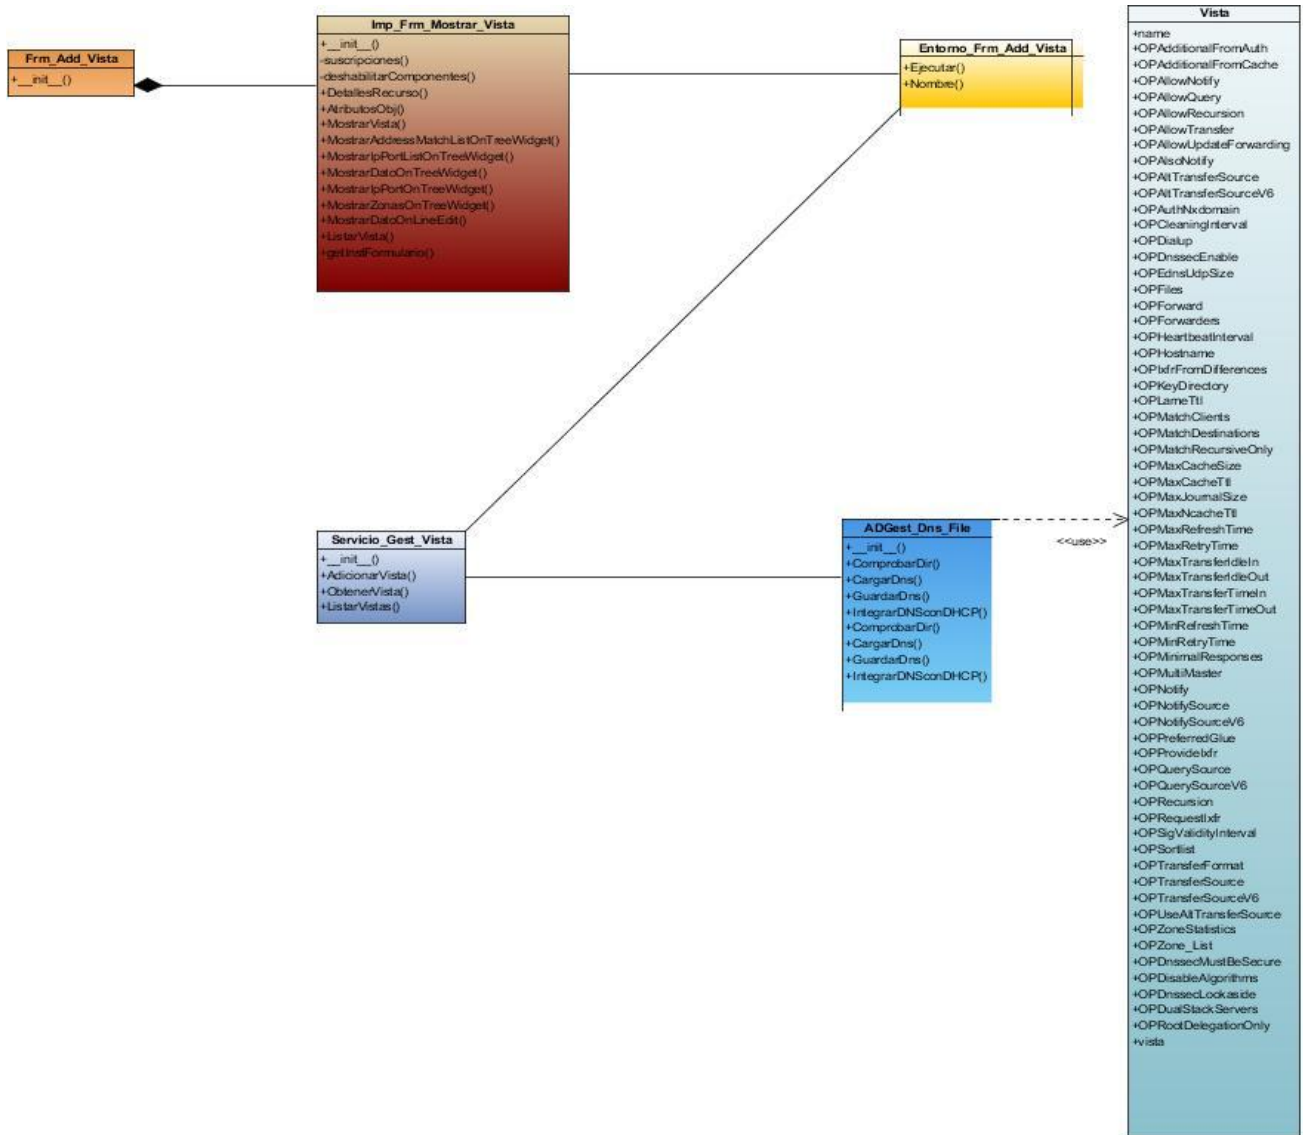 Frm_Add_Vista
+__init__()
Imp_Frm_Mostrar_Vista
+__init__()
-suscripciones()
-deshabilitarComponentes()
+DetallesRecurso()
+AtributosObj()
+MostrarVista()
+MostrarAddressMatchListOnTreeWidget()
+MostrarIpPortListOnTreeWidget()
+MostrarDatoOnTreeWidget()
+MostrarIpPortOnTreeWidget()
+MostrarZonasOnTreeWidget()
+MostrarDatoOnLineEdit()
+ListarVista()
+getInstFormulario()
Entorno_Frm_Add_Vista
+Ejecutar()
+Nombre()
Servicio_Gest_Vista
+__init__()
+AdicionarVista()
+ObtenerVista()
+ListarVistas()
ADGest_Dns_File
+__init__()
+ComprobarDir()
+CargarDns()
+GuardarDns()
+IntegrarDNSconDHCP()
+ComprobarDir()
+CargarDns()
+GuardarDns()
+IntegrarDNSconDHCP()
<<use>>
Vista
+name
+OPAdditionalFromAuth
+OPAdditionalFromCache
+OPAllowNotify
+OPAllowQuery
+OPAllowRecursion
+OPAllowTransfer
+OPAllowUpdateForwarding
+OPAlsoNotify
+OPAltTransferSource
+OPAltTransferSourceV6
+OPAuthNxdomain
+OPCleaningInterval
+OPDialup
+OPDnssecEnable
+OPEdnsUdpSize
+OPFiles
+OPForward
+OPForwarders
+OPHeartbeatInterval
+OPHostname
+OPIxfrFromDifferences
+OPKeyDirectory
+OPLameTtl
+OPMatchClients
+OPMatchDestinations
+OPMatchRecursiveOnly
+OPMaxCacheSize
+OPMaxCacheTtl
+OPMaxJournalSize
+OPMaxNcacheTtl
+OPMaxRefreshTime
+OPMaxRetryTime
+OPMaxTransferIdleIn
+OPMaxTransferIdleOut
+OPMaxTransferTimeIn
+OPMaxTransferTimeOut
+OPMinRefreshTime
+OPMinRetryTime
+OPMinimalResponses
+OPMultiMaster
+OPNotify
+OPNotifySource
+OPNotifySourceV6
+OPPreferredGlue
+OPProvideIxfr
+OPQuerySource
+OPQuerySourceV6
+OPRecursion
+OPRequestIxfr
+OPSigValidityInterval
+OPSortlist
+OPTransferFormat
+OPTransferSource
+OPTransferSourceV6
+OPUseAltTransferSource
+OPZoneStatistics
+OPZone_List
+OPDnssecMustBeSecure
+OPDisableAlgorithms
+OPDnssecLookaside
+OPDualStackServers
+OPRootDelegationOnly
+vista